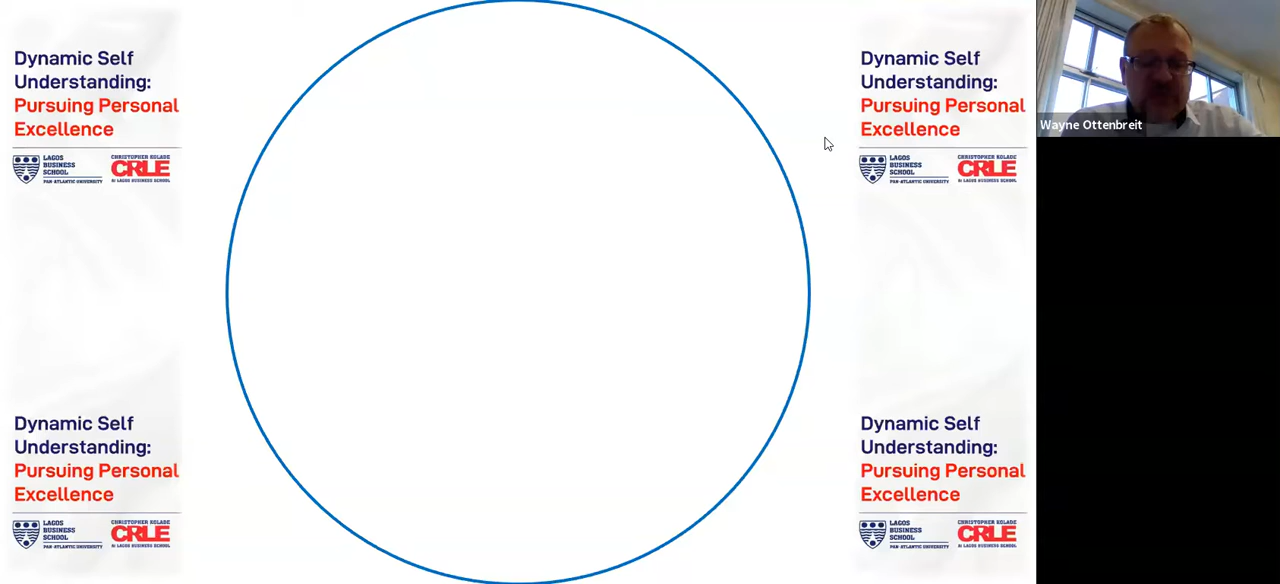 Dynamic Self
Understanding:
Pursuing Personal
Excellence
LAGOS
BUSINESS
SCHOOL
PAN-ATLANTIC UNIVERSITY
CHRISTOPHER KOLADE
CRLE
At LAGOS BUSINESS SCHOOL
Dynamic Self
Understanding:
Pursuing Personal
Excellence
LAGOS
BUSINESS
SCHOOL
PAN-ATLANTIC UNIVERSITY
CHRISTOPHER KOLADE
CRLE
At LAGOS BUSINESS SCHOOL
Wayne Ottenbreit
Dynamic Self
Understanding:
Pursuing Personal
Excellence
LAGOS
BUSINESS
SCHOOL
PAN-ATLANTIC UNIVERSITY
CHRISTOPHER KOLADE
CRLE
At LAGOS BUSINESS SCHOOL
Dynamic Self
Understanding:
Pursuing Personal
Excellence
LAGOS
BUSINESS
SCHOOL
PAN-ATLANTIC UNIVERSITY
CHRISTOPHER KOLADE
CRLE
At LAGOS BUSINESS SCHOOL